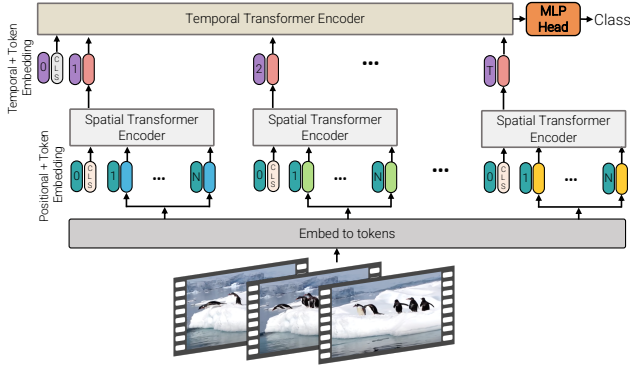 Temporal Transformer Encoder
MLP
Head
Class
Temporal + Token
Embedding
0
CLS
1
2
T
Spatial Transformer
Encoder
Spatial Transformer
Encoder
Spatial Transformer
Encoder
Positional + Token
Embedding
0
CLS
1
...
N
0
CLS
1
...
N
...
0
CLS
1
...
N
Embed to tokens